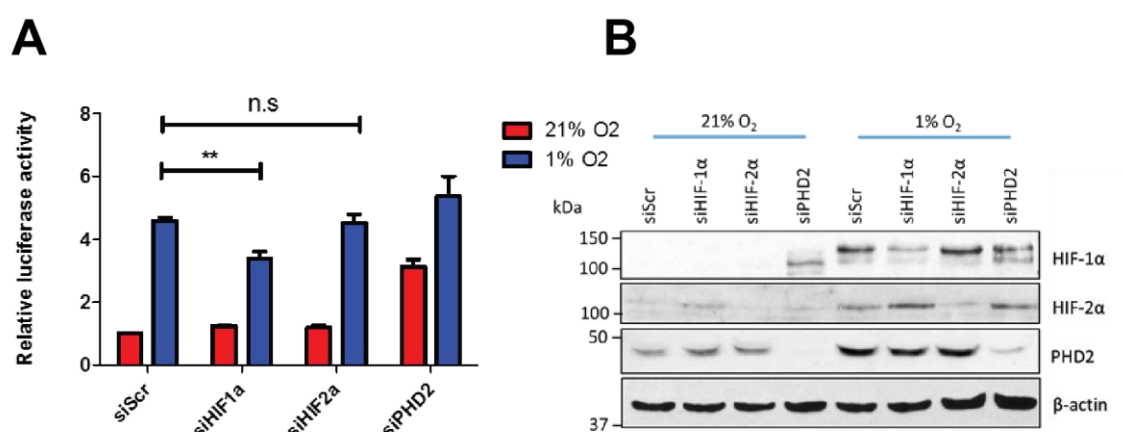 A
Relative luciferase activity
8
6
4
2
0
n.s
**
siScr
siHIF1a
siHIF2a
siPHD2
21% O2
1% O2
B
21% O₂
1% O₂
kDa
siScr
siHIF-1α
siHIF-2α
siPHD2
siScr
siHIF-1α
siHIF-2α
siPHD2
150
100
HIF-1α
100
HIF-2α
50
PHD2
37
β-actin